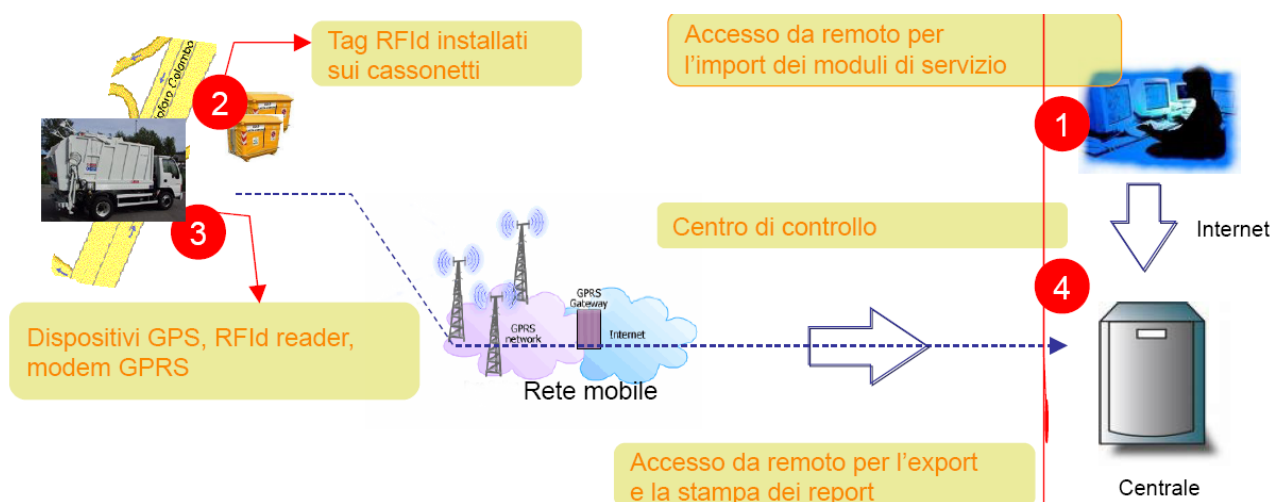 Tag RFId installati
sui cassonetti
Accesso da remoto per
l'import dei moduli di servizio
Colombo
2
1
3
Centro di controllo
Internet
4
Dispositivi GPS, RFId reader,
modem GPRS
GPRS
Gateway
GPRS
network
Internet
Rete mobile
Accesso da remoto per l'export
e la stampa dei report
Centrale